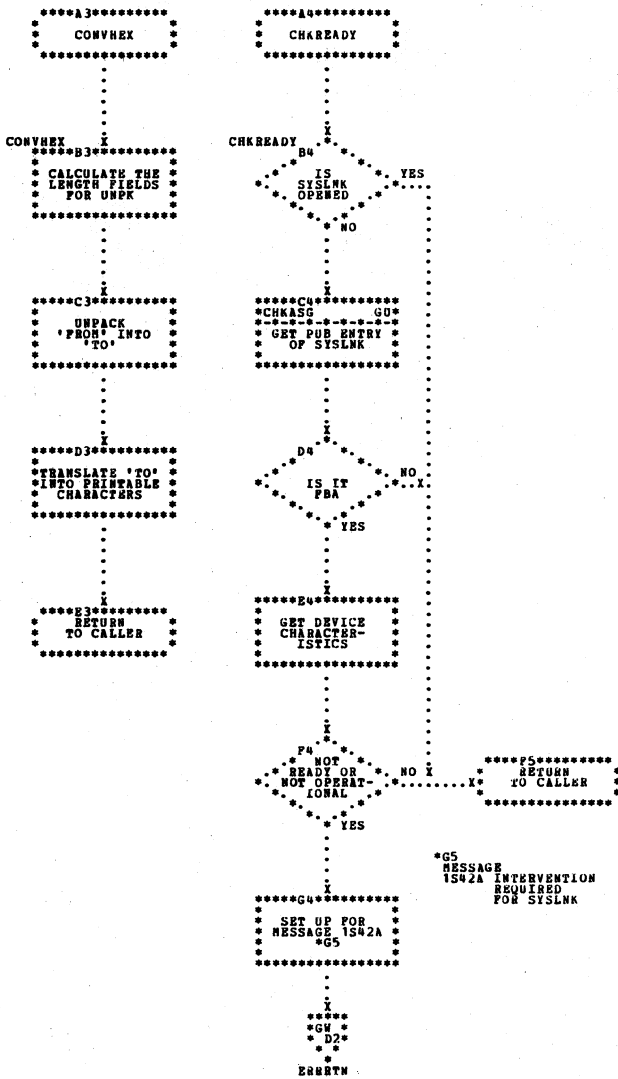 A3
CONVHEX
CONVHEX
B3
CALCULATE THE
LENGTH FIELDS
FOR UNPK
C3
UNPACK
'FROM' INTO
'TO'
D3
TRANSLATE 'TO'
INTO PRINTABLE
CHARACTERS
E3
RETURN
TO CALLER
A4
CHKREADY
CHKREADY
B4
IS
SYSLNK
OPENED
YES
NO
C4
CHKASG GU
GET PUB ENTRY
OF SYSLNK
D4
IS IT
FBA
NO
YES
E4
GET DEVICE
CHARACTER-
ISTICS
F4
NOT
READY OR
NOT OPERAT-
IONAL
NO
YES
F5
RETURN
TO CALLER
G4
SET UP FOR
MESSAGE 1S42A
*G5
*G5
MESSAGE
1S42A INTERVENTION
REQUIRED
FOR SYSLNK
GW
D2
ERRRTN